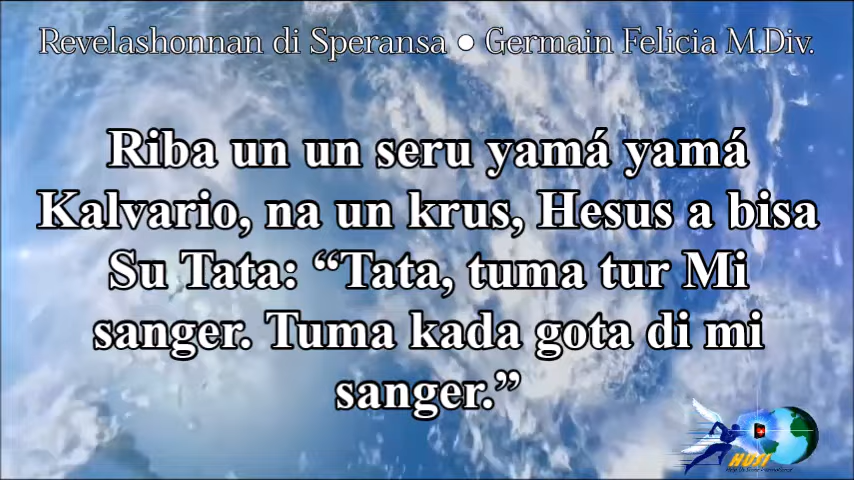 Revelashonnan di Speransa ● Germain Felicia M.Div.
Riba un un seru yamá yamá
Kalvario, na un krus, Hesus a bisa
Su Tata: “Tata, tuma tur Mi
sanger. Tuma kada gota di mi
sanger.”